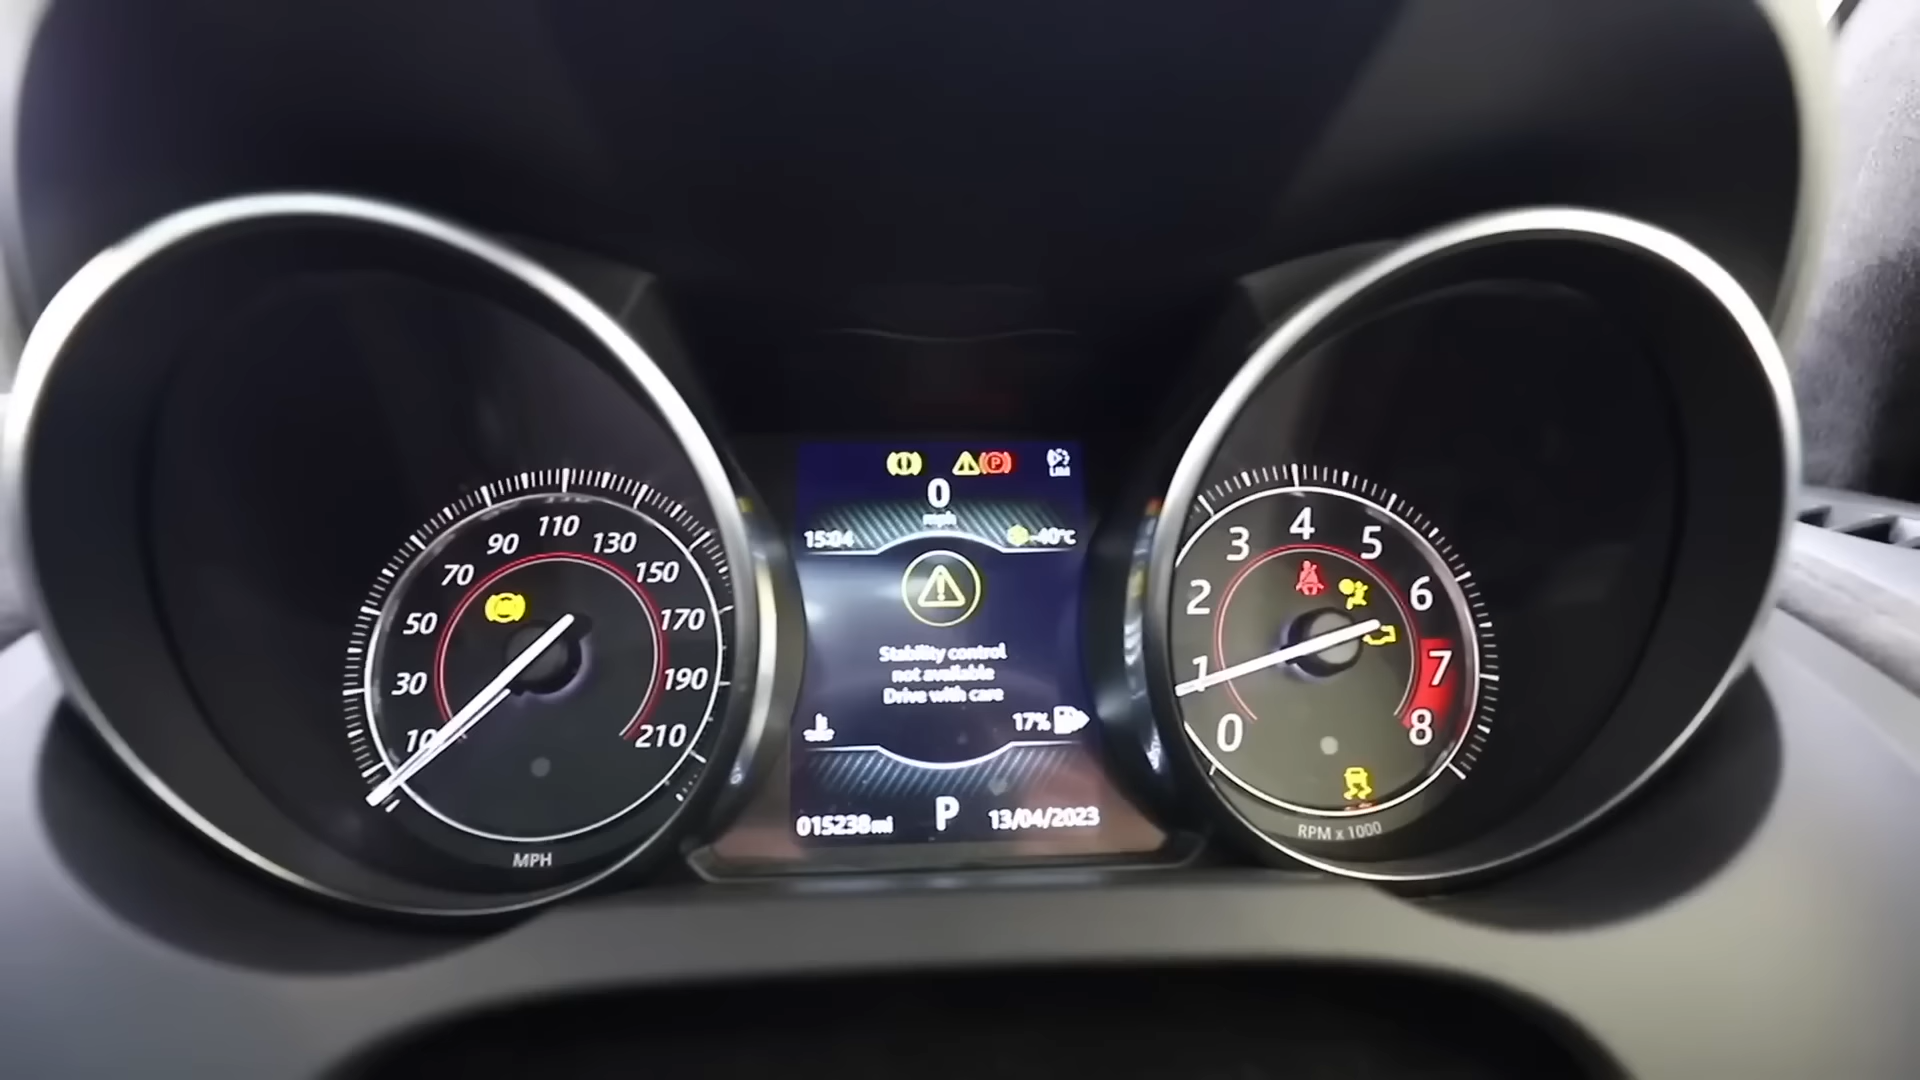 0
mph
15:04
-40°c
Stability control
not available
Drive with care
17%
015238mi
P
13/04/2023
110
90
130
70
150
50
170
30
190
10
210
MPH
4
3
5
2
6
1
7
0
8
RPM x 1000
P
LIM